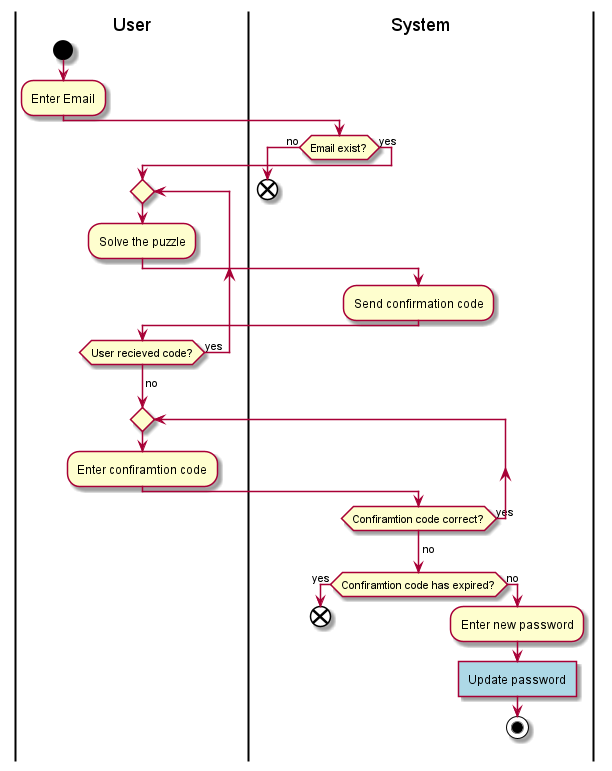 User
System
Enter Email
Email exist?
no
yes
Solve the puzzle
Send confirmation code
User recieved code?
yes
no
Enter confiramtion code
Confiramtion code correct?
yes
no
Confiramtion code has expired?
yes
no
Enter new password
Update password